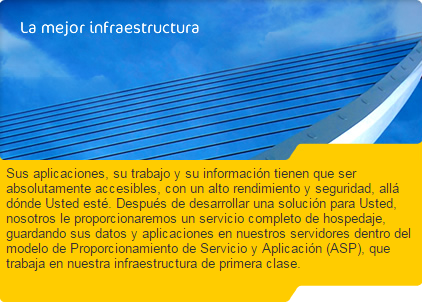 La mejor infraestructura
Sus aplicaciones, su trabajo y su información tienen que ser
absolutamente accesibles, con un alto rendimiento y seguridad, allá
dónde Usted esté. Después de desarrollar una solución para Usted,
nosotros le proporcionaremos un servicio completo de hospedaje,
guardando sus datos y aplicaciones en nuestros servidores dentro del
modelo de Proporcionamiento de Servicio y Aplicación (ASP), que
trabaja en nuestra infraestructura de primera clase.